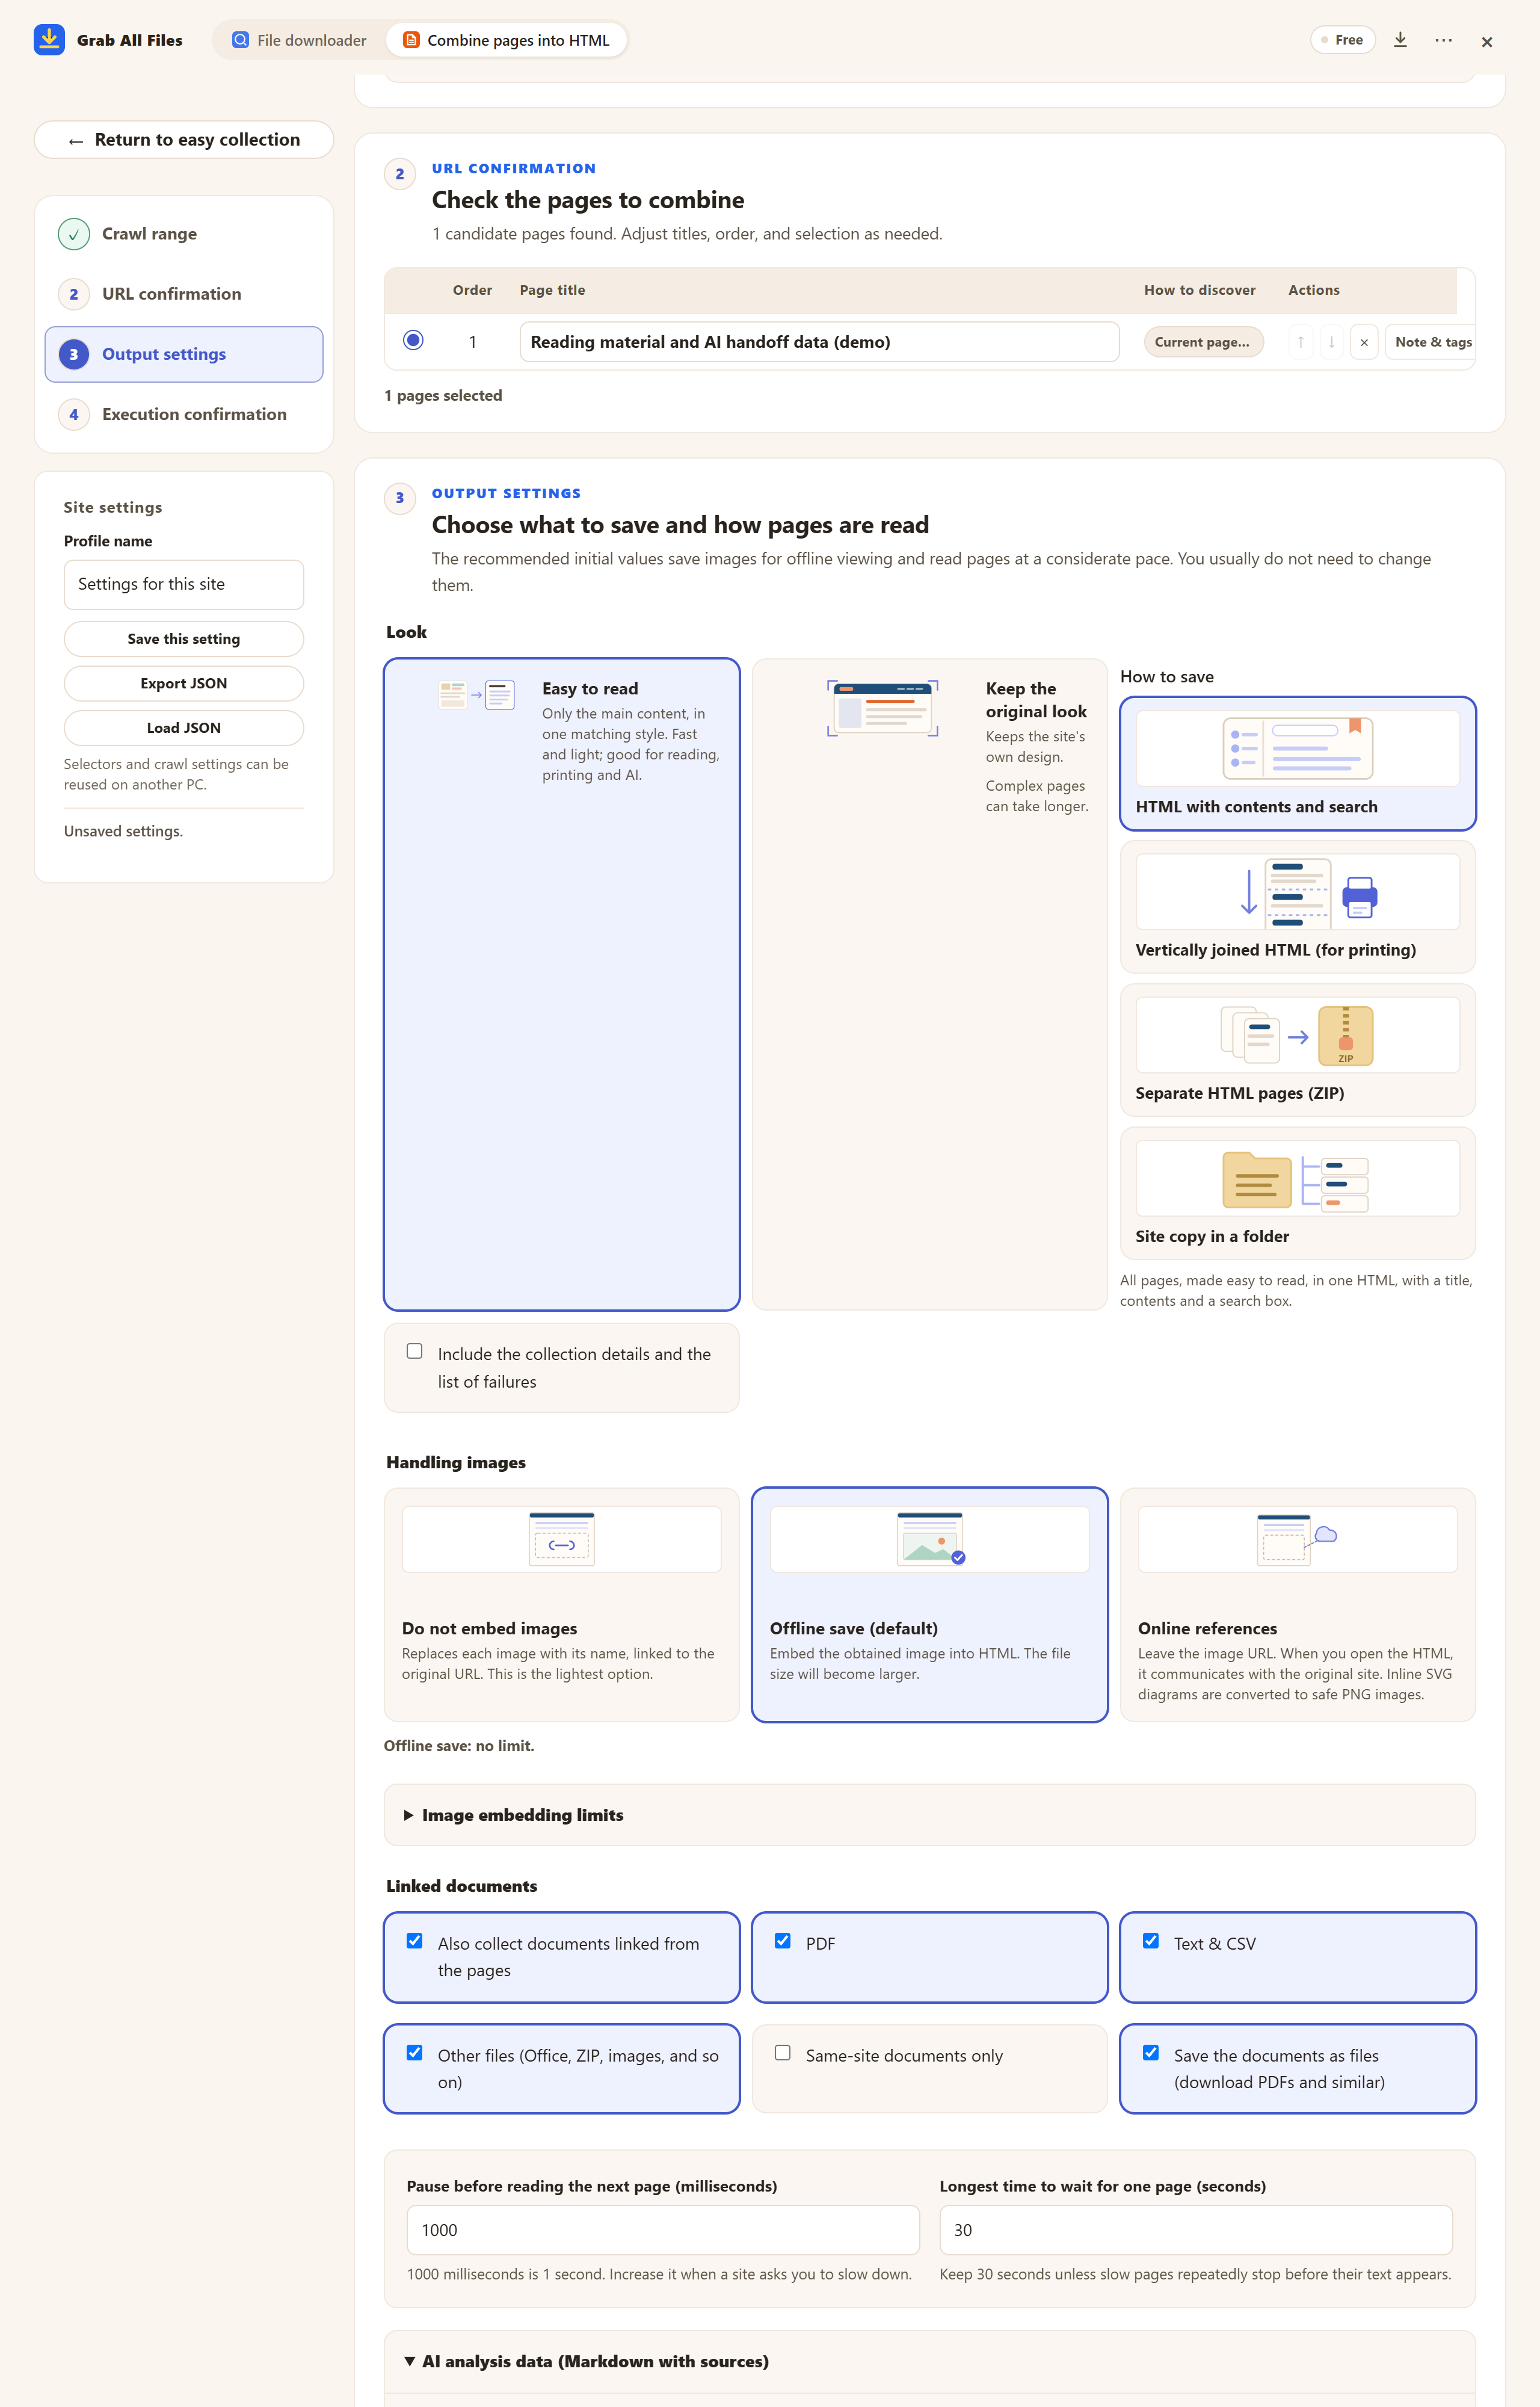 Grab All Files
File downloader
Combine pages into HTML
Free
← Return to easy collection
Crawl range
2 URL confirmation
3 Output settings
4 Execution confirmation
Site settings
Profile name
Settings for this site
Save this setting
Export JSON
Load JSON
Selectors and crawl settings can be
reused on another PC.
Unsaved settings.
2
URL CONFIRMATION
Check the pages to combine
1 candidate pages found. Adjust titles, order, and selection as needed.
Order Page title How to discover Actions
1 Reading material and AI handoff data (demo) Current page... ↑ ↓ × Note & tags
1 pages selected
3
OUTPUT SETTINGS
Choose what to save and how pages are read
The recommended initial values save images for offline viewing and read pages at a considerate pace. You usually do not need to change
them.
Look
Easy to read
Only the main content, in
one matching style. Fast
and light; good for reading,
printing and AI.
Keep the
original look
Keeps the site's
own design.
Complex pages
can take longer.
How to save
HTML with contents and search
Vertically joined HTML (for printing)
ZIP
Separate HTML pages (ZIP)
Site copy in a folder
All pages, made easy to read, in one HTML, with a title,
contents and a search box.
Include the collection details and the
list of failures
Handling images
Do not embed images
Replaces each image with its name, linked to the
original URL. This is the lightest option.
Offline save (default)
Embed the obtained image into HTML. The file
size will become larger.
Online references
Leave the image URL. When you open the HTML,
it communicates with the original site. Inline SVG
diagrams are converted to safe PNG images.
Offline save: no limit.
Image embedding limits
Linked documents
Also collect documents linked from
the pages
PDF
Text & CSV
Other files (Office, ZIP, images, and so
on)
Same-site documents only
Save the documents as files
(download PDFs and similar)
Pause before reading the next page (milliseconds)
1000
1000 milliseconds is 1 second. Increase it when a site asks you to slow down.
Longest time to wait for one page (seconds)
30
Keep 30 seconds unless slow pages repeatedly stop before their text appears.
AI analysis data (Markdown with sources)